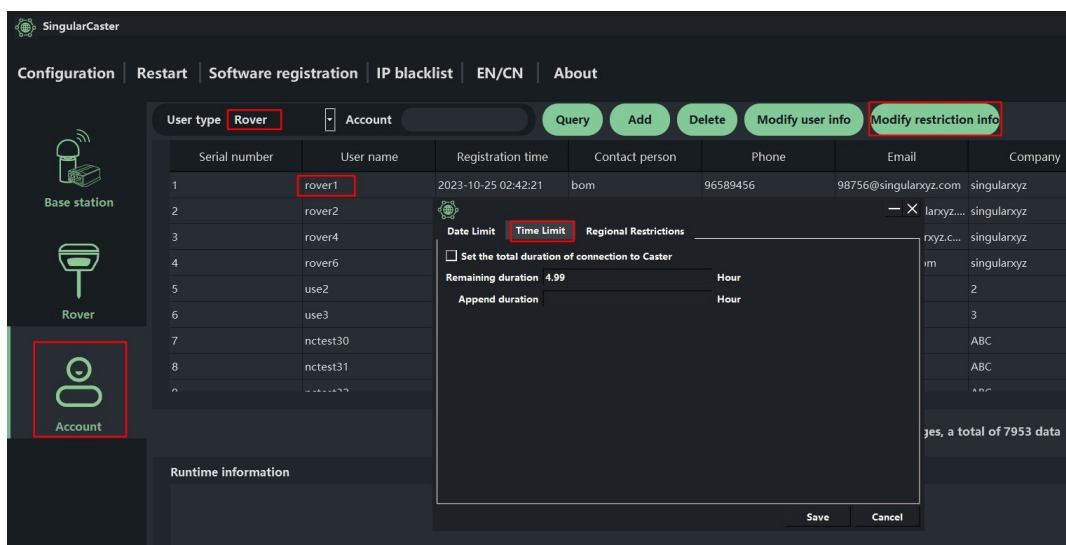 SingularCaster
Configuration Restart Software registration IP blacklist EN/CN About
User type Rover Account Query Add Delete Modify user info Modify restriction info
Serial number User name Registration time Contact person Phone Email Company
1 rover1 2023-10-25 02:42:21 bom 96589456 98756@singularxyz.com singularxyz
2 rover2 larxyz.... singularxyz
3 rover4 rxyz.c... singularxyz
4 rover6 singularxyz
5 use2 2
6 use3 3
7 nctest30 ABC
8 nctest31 ABC
Base station
Rover
Account
Date Limit Time Limit Regional Restrictions
Set the total duration of connection to Caster
Remaining duration 4.99 Hour
Append duration Hour
Save Cancel
ges, a total of 7953 data
Runtime information